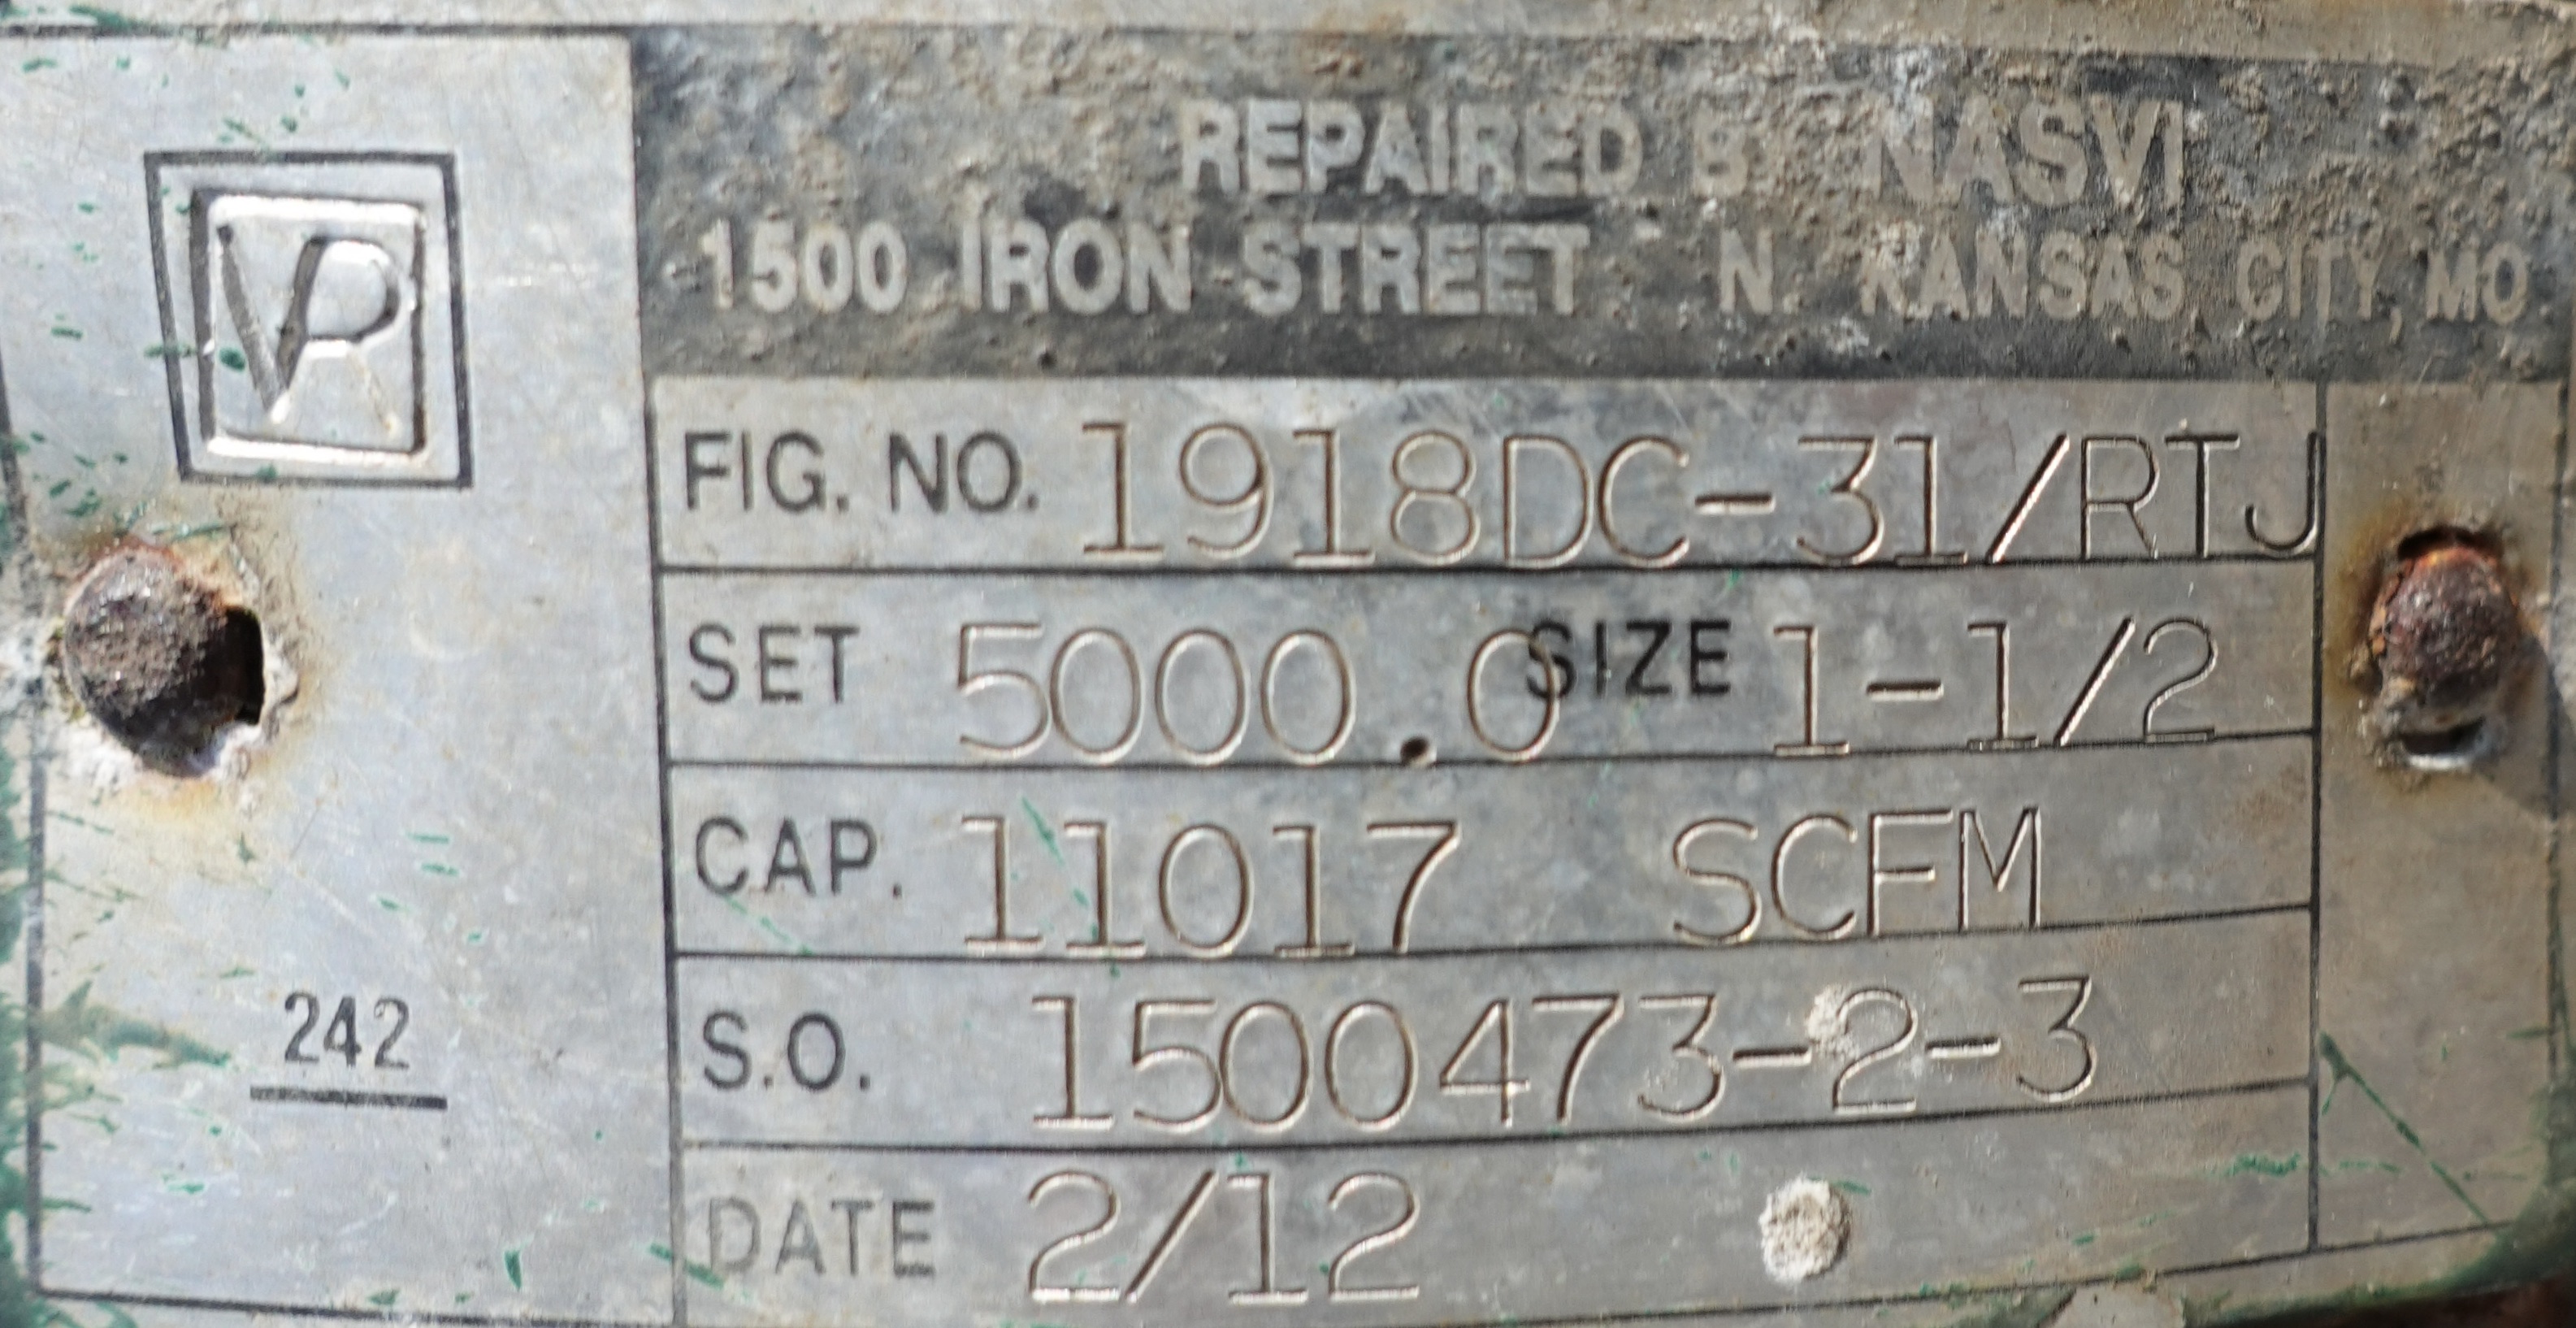 VR
REPAIRED BY NASVI
1500 IRON STREET N. KANSAS CITY, MO
FIG. NO. 1918DC-31/RTJ
SET 5000.0 SIZE 1-1/2
CAP. 11017 SCFM
S.O. 1500473-2-3
242
DATE 2/12